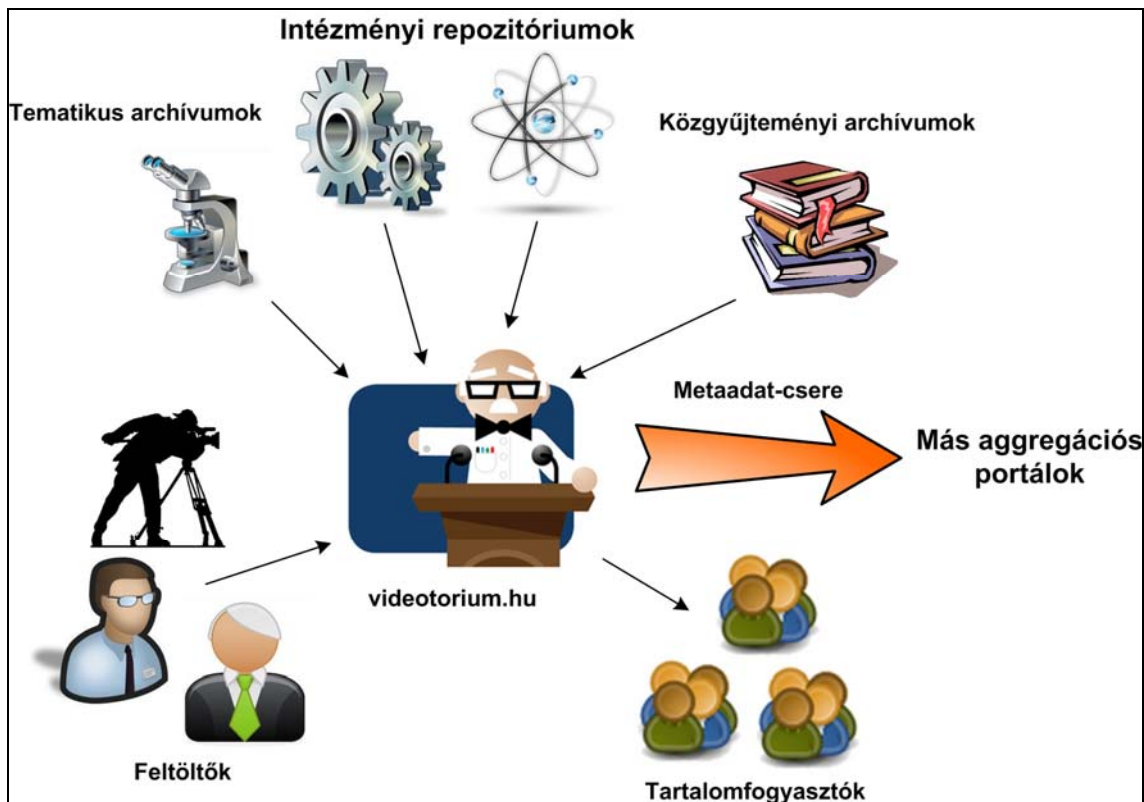 Intézményi repozitóriumok
Tematikus archívumok
Közgyűjteményi archívumok
Metaadat-csere
Más aggregációs
portálok
videotorium.hu
Feltöltők
Tartalomfogyasztók